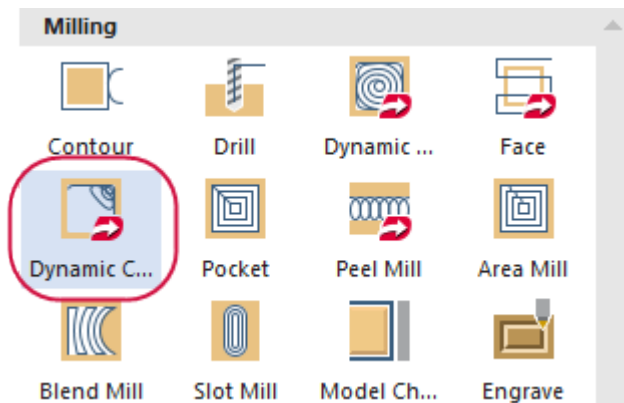 Milling
Contour Drill Dynamic ... Face
Dynamic C... Pocket Peel Mill Area Mill
Blend Mill Slot Mill Model Ch... Engrave